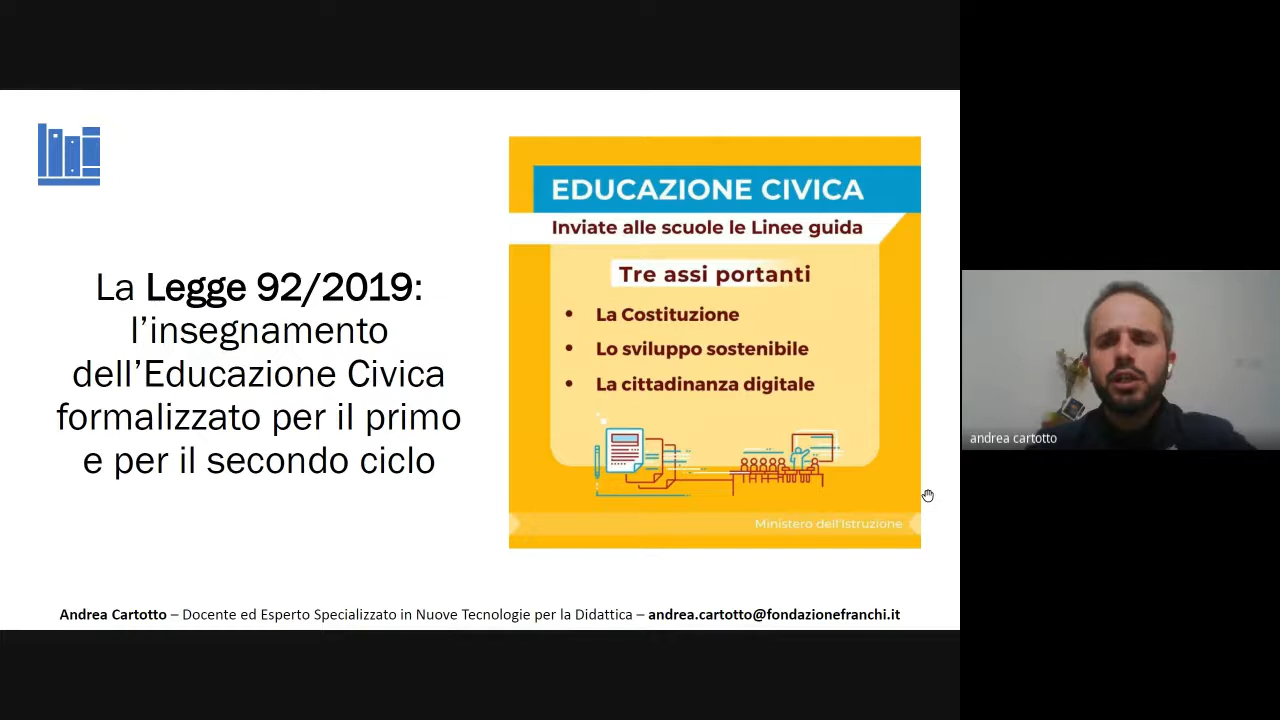 La Legge 92/2019:
l’insegnamento
dell’Educazione Civica
formalizzato per il primo
e per il secondo ciclo
EDUCAZIONE CIVICA
Inviate alle scuole le Linee guida
Tre assi portanti
• La Costituzione
• Lo sviluppo sostenibile
• La cittadinanza digitale
Ministero dell'Istruzione
Andrea Cartotto – Docente ed Esperto Specializzato in Nuove Tecnologie per la Didattica – andrea.cartotto@fondazionefranchi.it
andrea cartotto